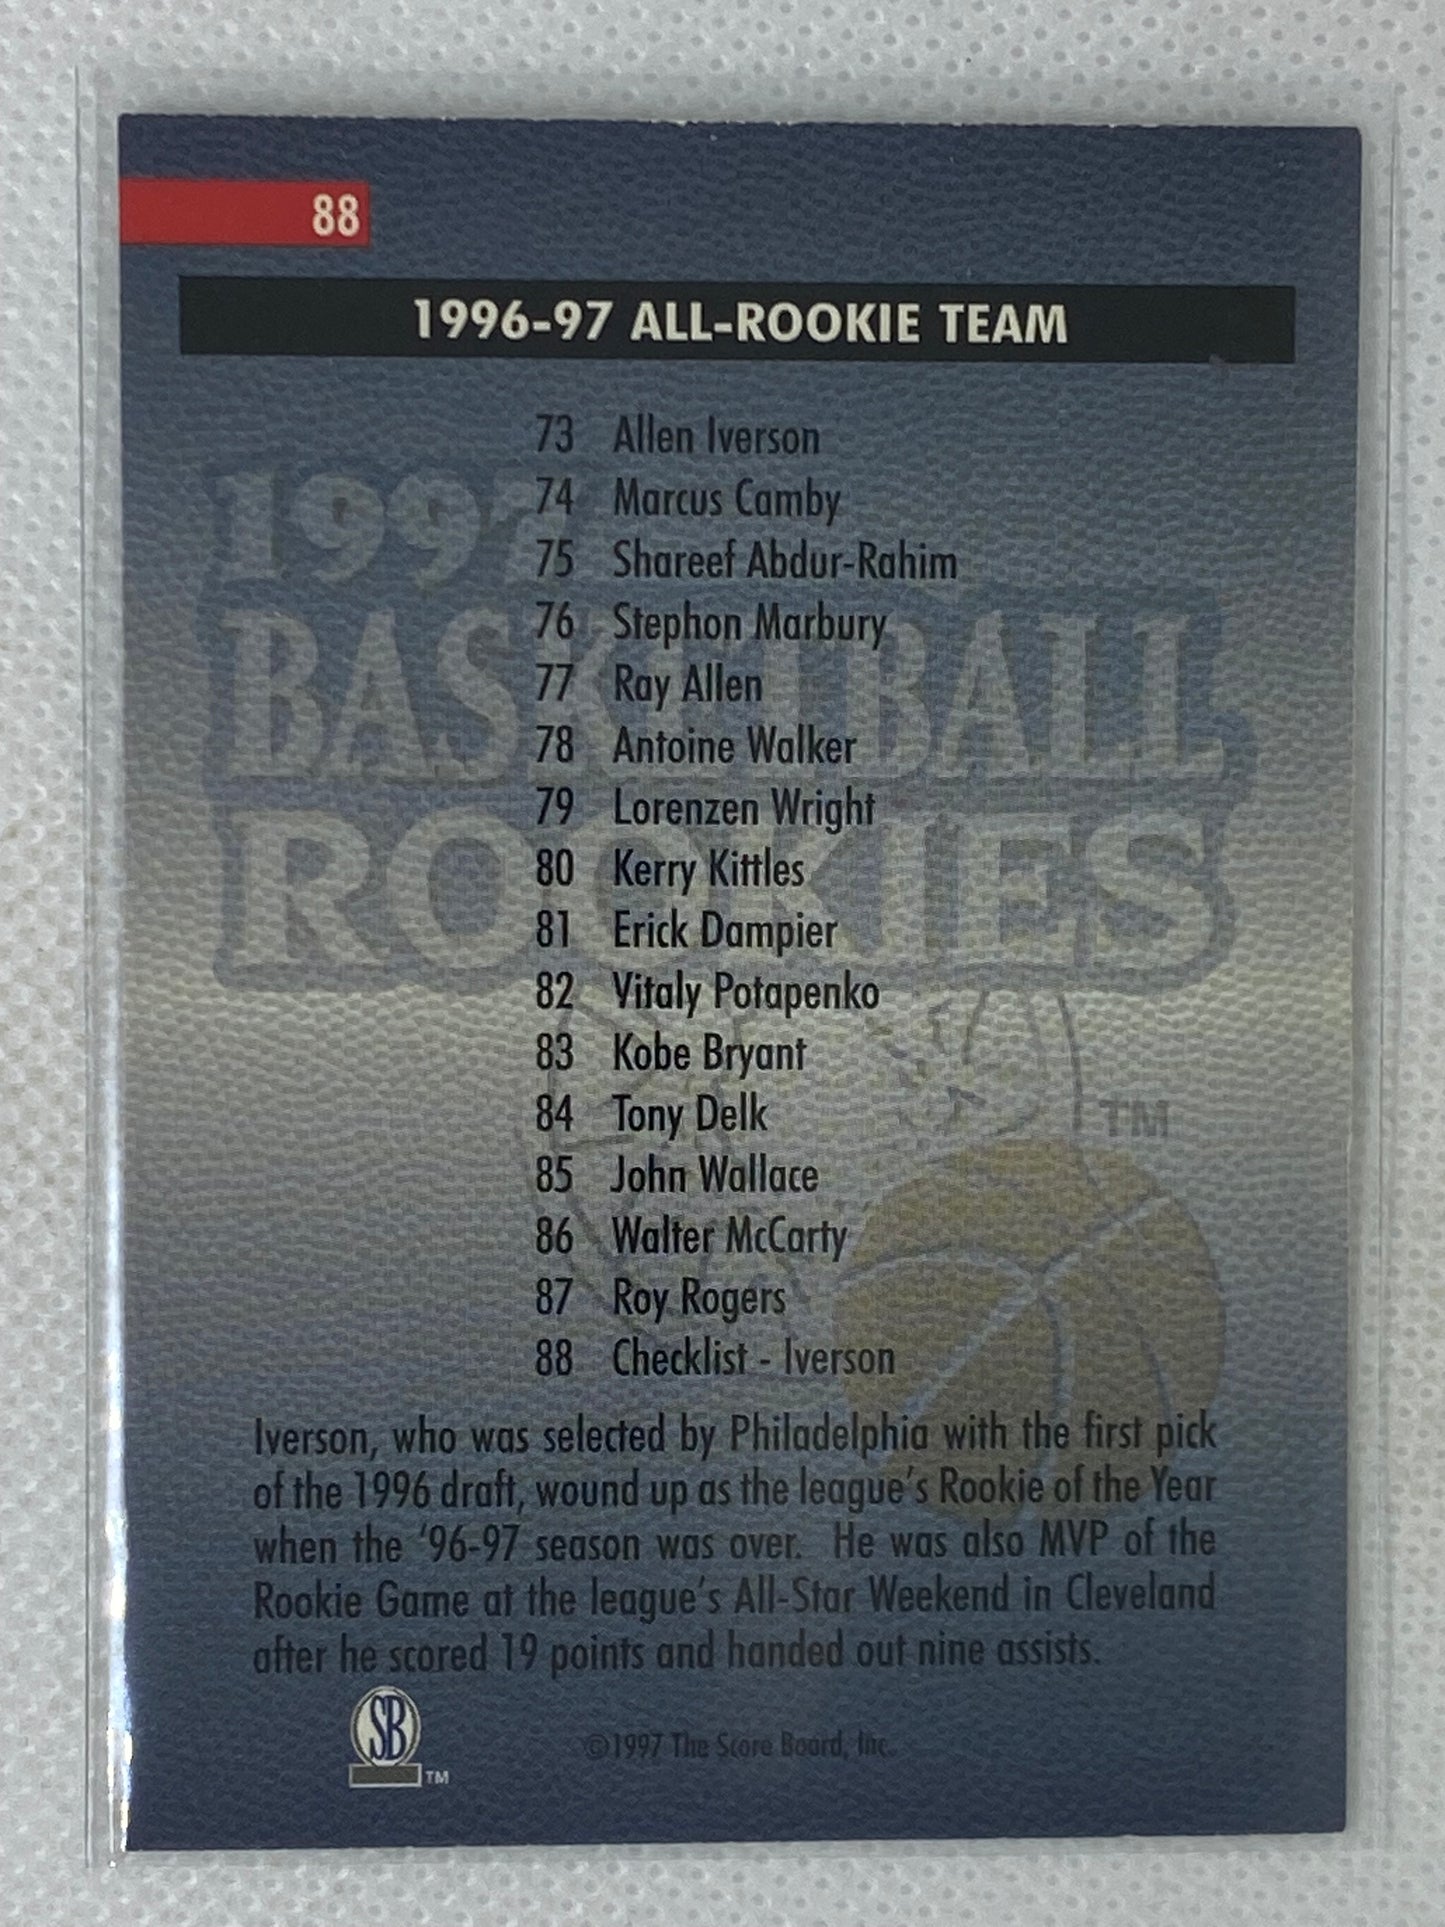 88
1996-97 ALL-ROOKIE TEAM
73 Allen Iverson
74 Marcus Camby
75 Shareef Abdur-Rahim
76 Stephon Marbury
77 Ray Allen
78 Antoine Walker
79 Lorenzen Wright
80 Kerry Kittles
81 Erick Dampier
82 Vitaly Potapenko
83 Kobe Bryant
84 Tony Delk
85 John Wallace
86 Walter McCarty
87 Roy Rogers
88 Checklist - Iverson
1997
BASKETBALL
ROOKIES
TM
Iverson, who was selected by Philadelphia with the first pick
of the 1996 draft, wound up as the league's Rookie of the Year
when the '96-97 season was over. He was also MVP of the
Rookie Game at the league's All-Star Weekend in Cleveland
after he scored 19 points and handed out nine assists.
SB
TM
©1997 The Score Board, Inc.